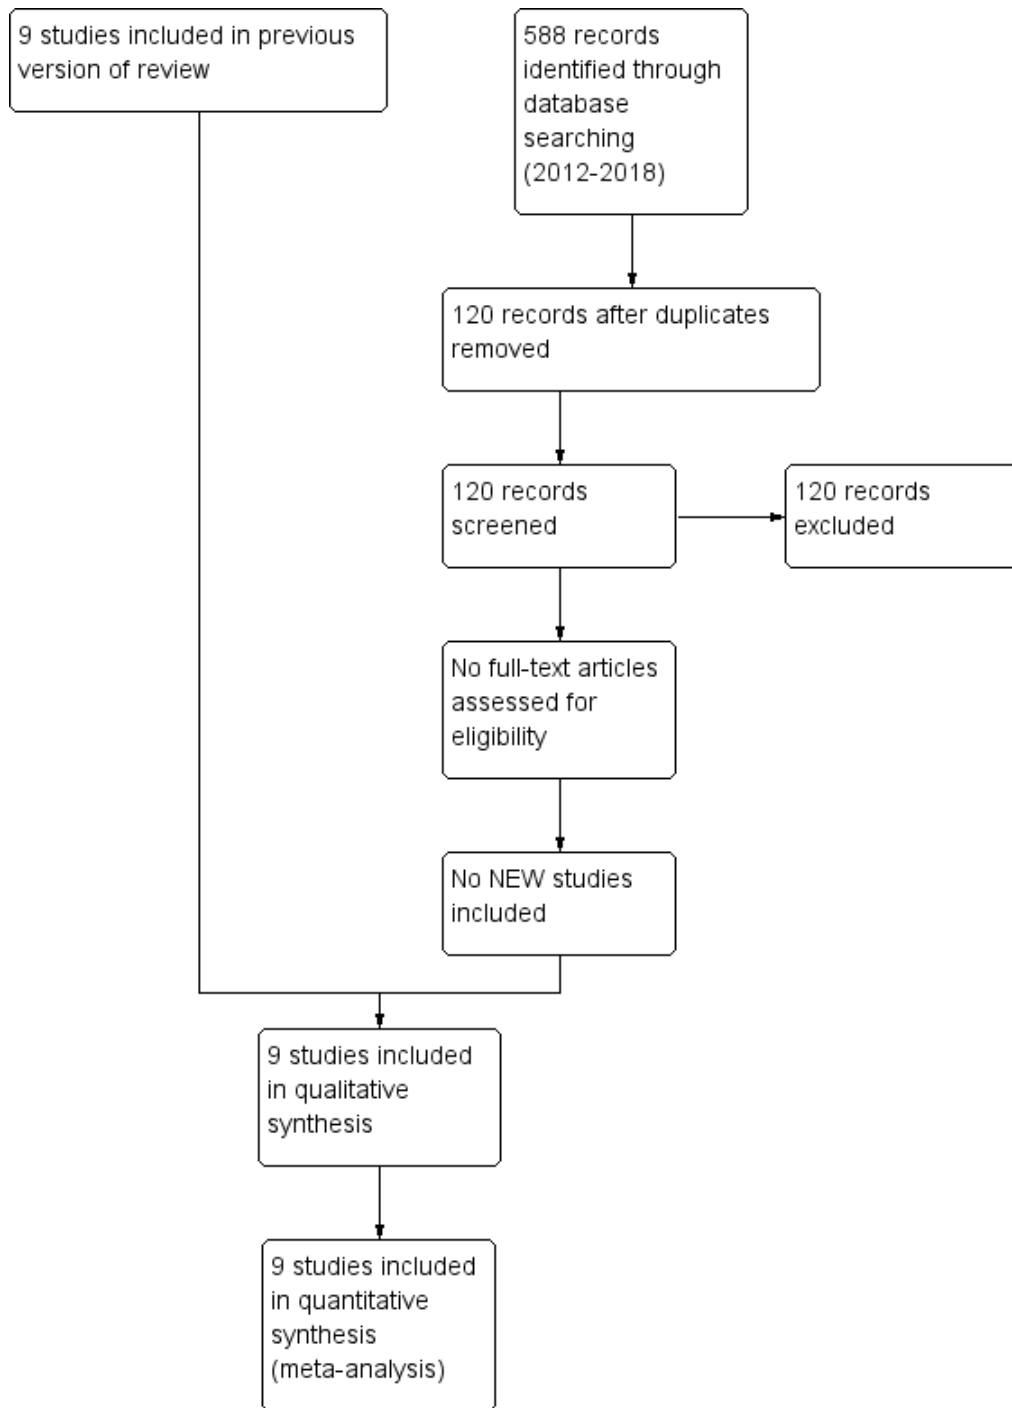 9 studies included in previous
version of review
588 records
identified through
database
searching
(2012-2018)
120 records after duplicates
removed
120 records
screened
120 records
excluded
No full-text articles
assessed for
eligibility
No NEW studies
included
9 studies included
in qualitative
synthesis
9 studies included
in quantitative
synthesis
(meta-analysis)